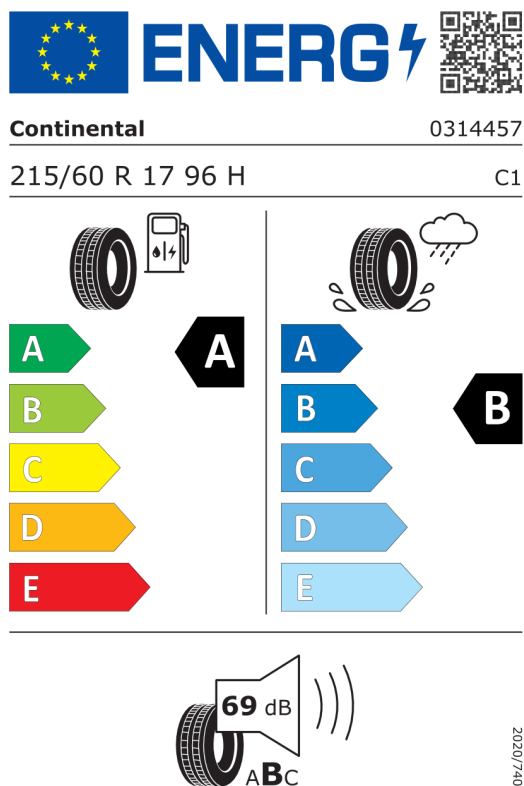 ENERG
Continental 0314457
215/60 R 17 96 H C1
A A A
B B B
C C
D D
E E
69 dB
ABC
2020/740